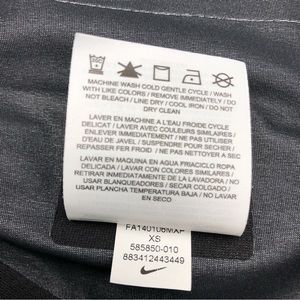 MACHINE WASH COLD GENTLE CYCLE / WASH
WITH LIKE COLORS / REMOVE IMMEDIATELY / DO
NOT BLEACH / LINE DRY / COOL IRON / DO NOT
DRY CLEAN
LAVER EN MACHINE A L'EAU FROIDE CYCLE
DELICAT / LAVER AVEC COULEURS SIMILAIRES /
ENLEVER IMMEDIATEMENT / NE PAS UTILISER
D'EAU DE JAVEL / SUSPENDRE POUR SECHER /
REPASSER FER FROID / NE PAS NETTOYER A SEC
LAVAR EN MAQUINA EN AGUA FRIACICLO ROPA
DELICADA / LAVAR CON COLORES SIMILARES /
RETIRAR INMEDIATAMENTE DE LAVADORA / NO
USAR BLANQUEADORES / SECAR COLGADO /
USAR PLANCHA TEMPERATURA BAJA / NO LAVAR
EN SECO
FA140106MXF
XS
585850-010
883412443449